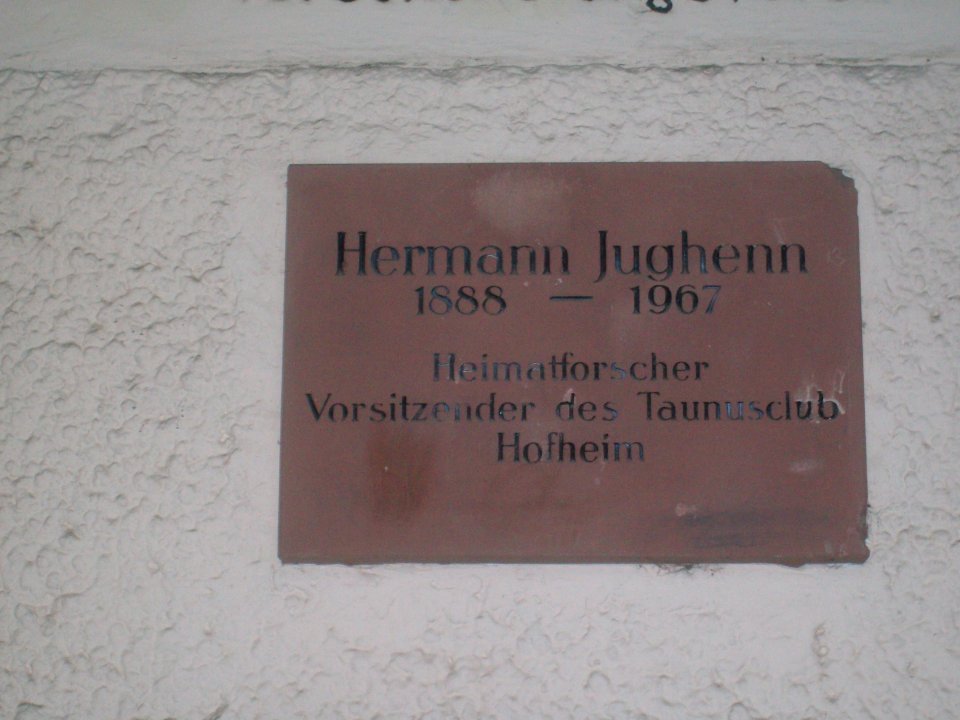 Hermann Jughenn
1888 — 1967
Heimatforscher
Vorsitzender des Taunusclub
Hofheim